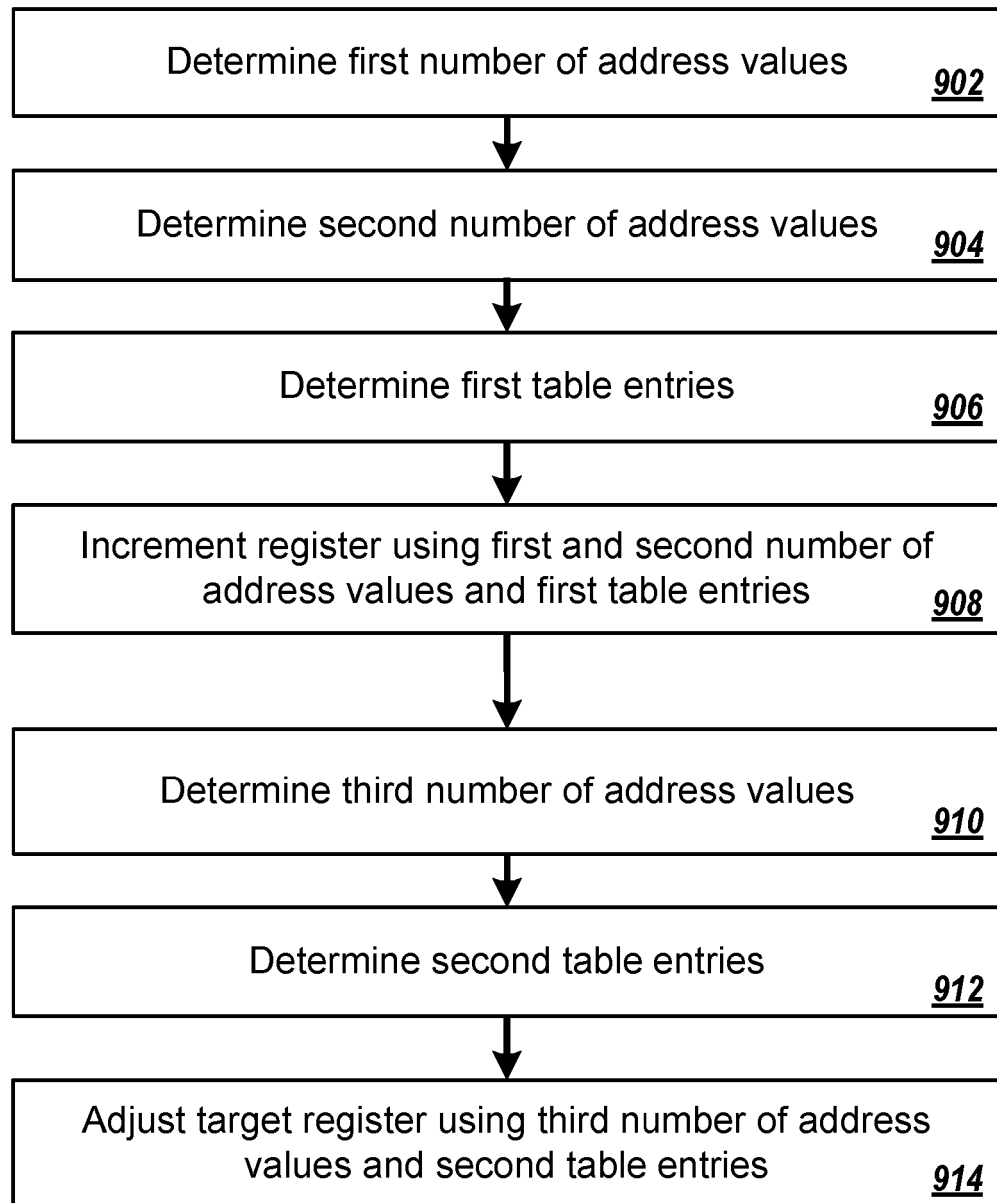 Determine first number of address values
902
Determine second number of address values
904
Determine first table entries
906
Increment register using first and second number of
address values and first table entries
908
Determine third number of address values
910
Determine second table entries
912
Adjust target register using third number of address
values and second table entries
914